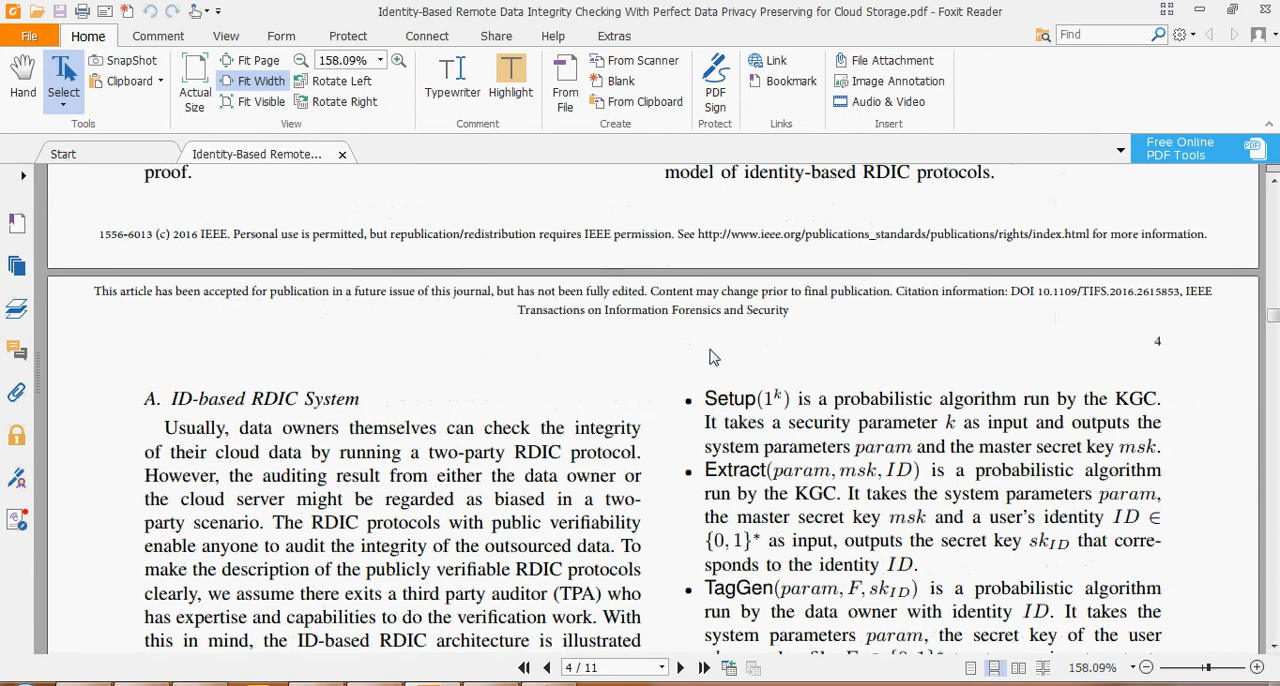 Identity-Based Remote Data Integrity Checking With Perfect Data Privacy Preserving for Cloud Storage.pdf - Foxit Reader
File Home Comment View Form Protect Connect Share Help Extras Find
Hand
Select
SnapShot
Clipboard
Tools
Actual Size
Fit Page
Fit Width
Fit Visible
158.09%
Rotate Left
Rotate Right
View
Typewriter
Highlight
Comment
From File
From Scanner
Blank
From Clipboard
Create
PDF Sign
Protect
Link
Bookmark
Links
File Attachment
Image Annotation
Audio & Video
Insert
Start
Identity-Based Remote...
Free Online
PDF Tools
proof.
model of identity-based RDIC protocols.
1556-6013 (c) 2016 IEEE. Personal use is permitted, but republication/redistribution requires IEEE permission. See http://www.ieee.org/publications_standards/publications/rights/index.html for more information.
This article has been accepted for publication in a future issue of this journal, but has not been fully edited. Content may change prior to final publication. Citation information: DOI 10.1109/TIFS.2016.2615853, IEEE
Transactions on Information Forensics and Security
4
A. ID-based RDIC System
Usually, data owners themselves can check the integrity
of their cloud data by running a two-party RDIC protocol.
However, the auditing result from either the data owner or
the cloud server might be regarded as biased in a two-
party scenario. The RDIC protocols with public verifiability
enable anyone to audit the integrity of the outsourced data. To
make the description of the publicly verifiable RDIC protocols
clearly, we assume there exits a third party auditor (TPA) who
has expertise and capabilities to do the verification work. With
this in mind, the ID-based RDIC architecture is illustrated
• Setup(1^k) is a probabilistic algorithm run by the KGC.
It takes a security parameter k as input and outputs the
system parameters param and the master secret key msk.
• Extract(param, msk, ID) is a probabilistic algorithm
run by the KGC. It takes the system parameters param,
the master secret key msk and a user's identity ID ∈
{0, 1}* as input, outputs the secret key sk_ID that corre-
sponds to the identity ID.
• TagGen(param, F, sk_ID) is a probabilistic algorithm
run by the data owner with identity ID. It takes the
system parameters param, the secret key of the user
4 / 11
158.09%